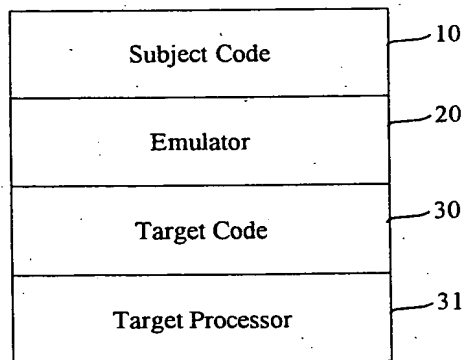 Subject Code 10
Emulator 20
Target Code 30
Target Processor 31